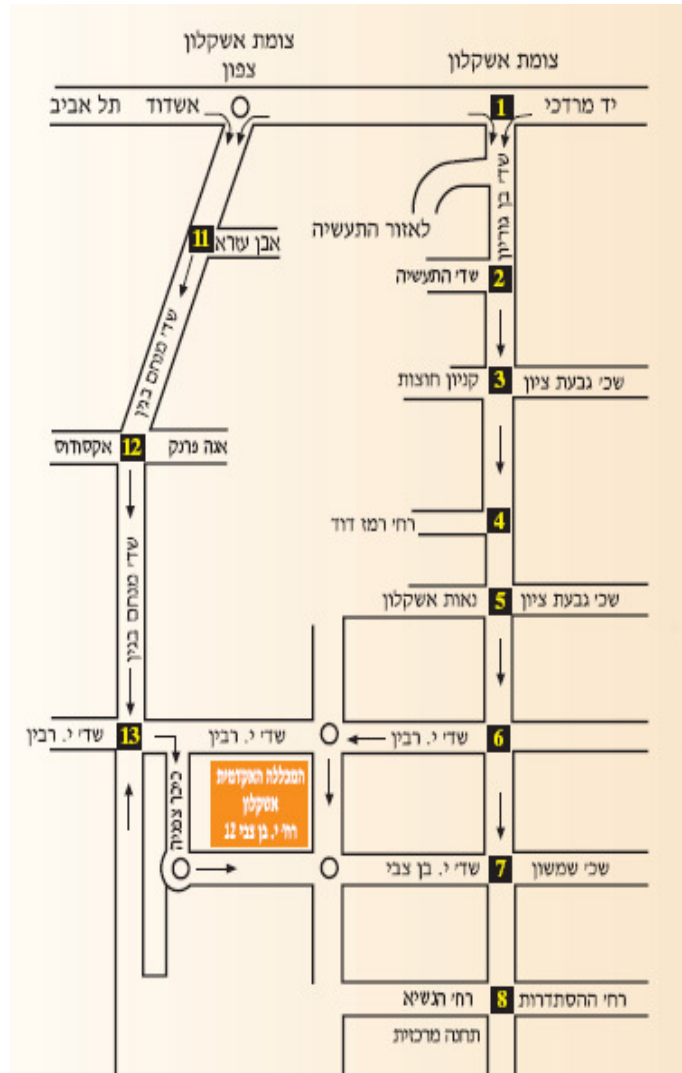 צומת אשקלון
צומת אשקלון
צפון
יד מרדכי
1
אשדוד
תל אביב
שד׳ בן גוריון
לאזור התעשיה
11
אבן עזרא
2
שד׳ התעשיה
שד׳ מנחם בגין
שכ׳ גבעת ציון
3
קניון חוצות
אנה פרנק
12
אקסודוס
4
רח׳ רמז דוד
שד׳ מנחם בגין
שכ׳ גבעת ציון
5
נאות אשקלון
6
שד׳ י. רבין
שד׳ י. רבין
13
שד׳ י. רבין
המכללה האקדמית
אשקלון
רח׳ י. בן צבי 12
כיכר צפניה
שכ׳ שמשון
7
שד׳ י. בן צבי
רח׳ ההסתדרות
8
רח׳ הנשיא
תחנה מרכזית